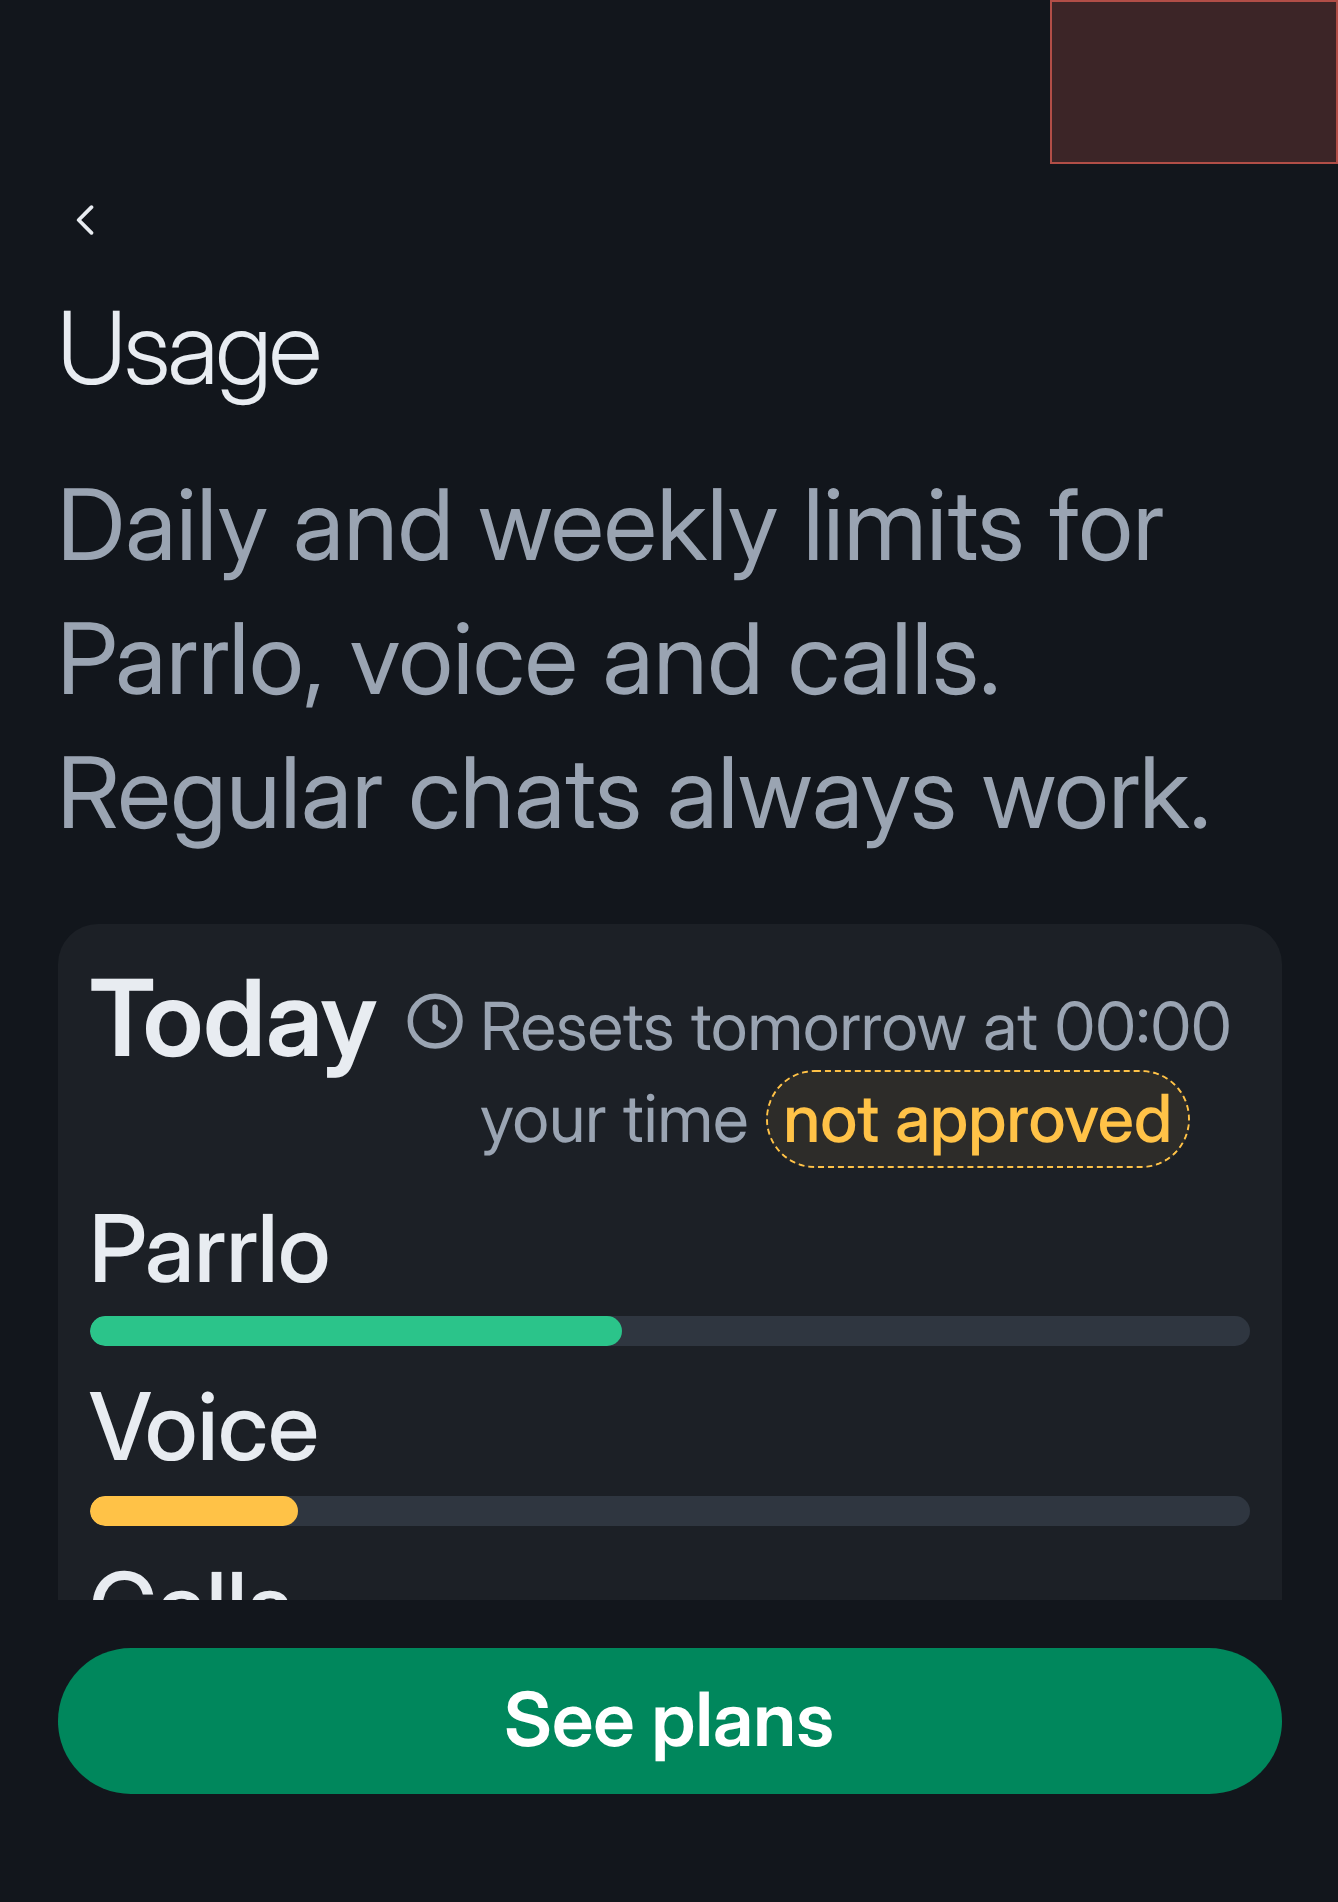 Usage
Daily and weekly limits for
Parrlo, voice and calls.
Regular chats always work.
Today Resets tomorrow at 00:00
your time not approved
Parrlo
Voice
Calls
See plans